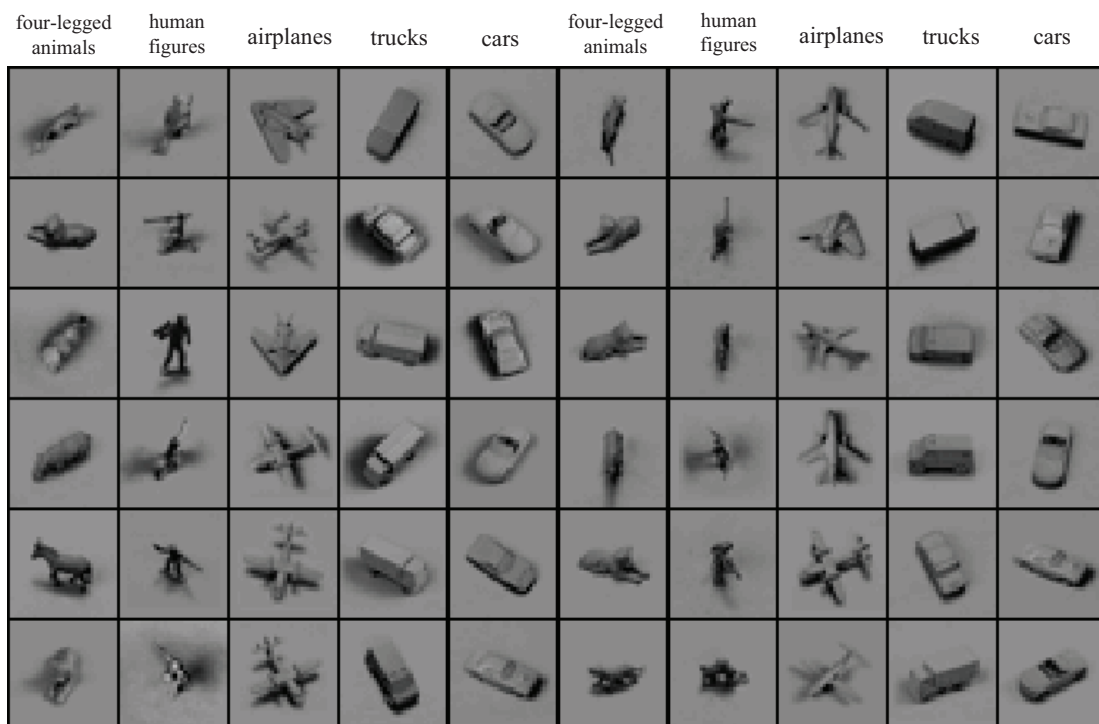 four-legged
animals
human
figures
airplanes
trucks
cars
four-legged
animals
human
figures
airplanes
trucks
cars